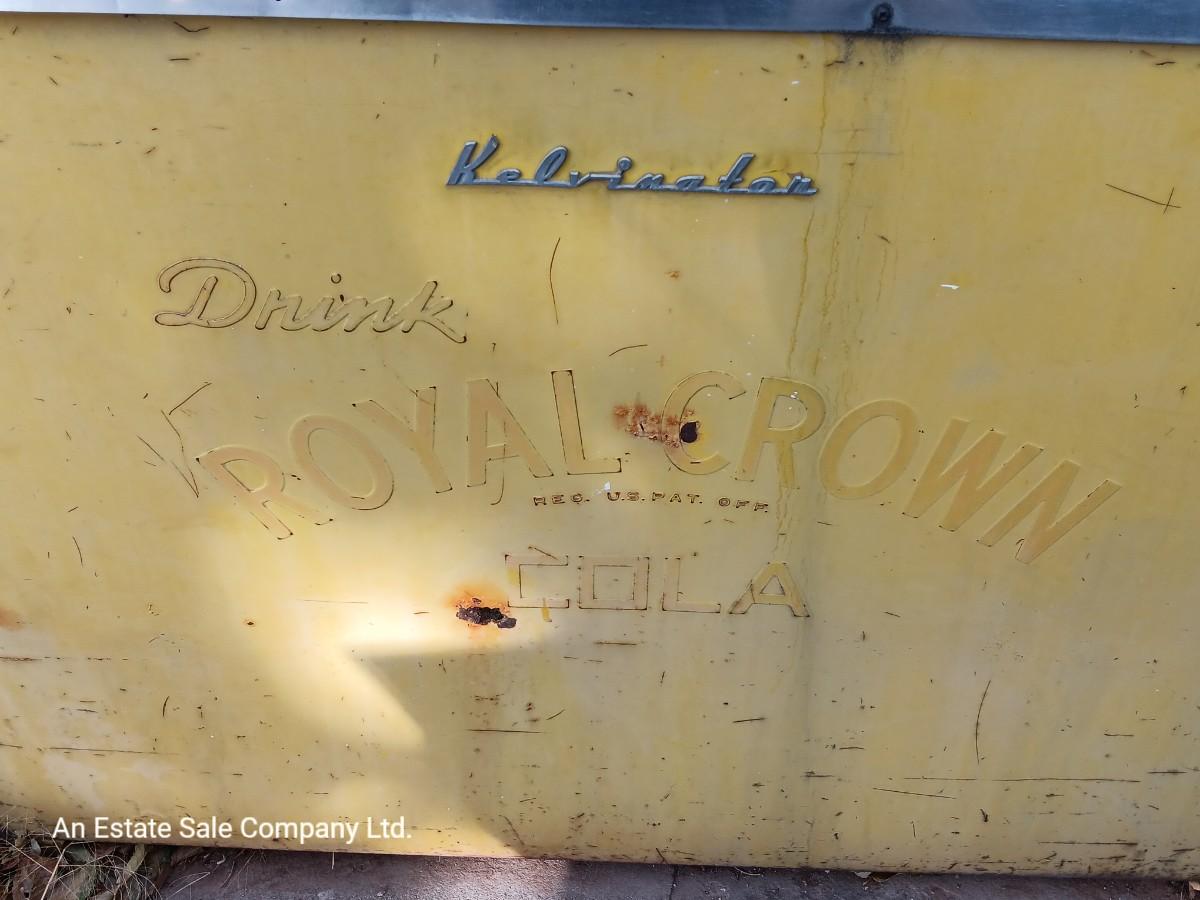 Kelvinator
Drink
ROYAL CROWN
REG. U.S. PAT. OFF.
COLA
An Estate Sale Company Ltd.